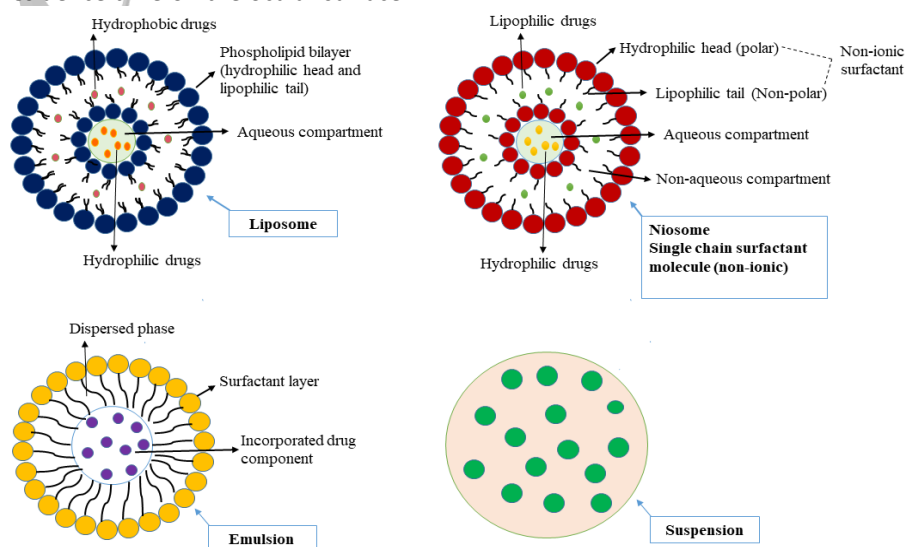 Hydrophobic drugs
Phospholipid bilayer
(hydrophilic head and
lipophilic tail)
Aqueous compartment
Liposome
Hydrophilic drugs
Lipophilic drugs
Hydrophilic head (polar)
Non-ionic
surfactant
Lipophilic tail (Non-polar)
Aqueous compartment
Non-aqueous compartment
Niosome
Single chain surfactant
molecule (non-ionic)
Hydrophilic drugs
Dispersed phase
Surfactant layer
Incorporated drug
component
Emulsion
Suspension